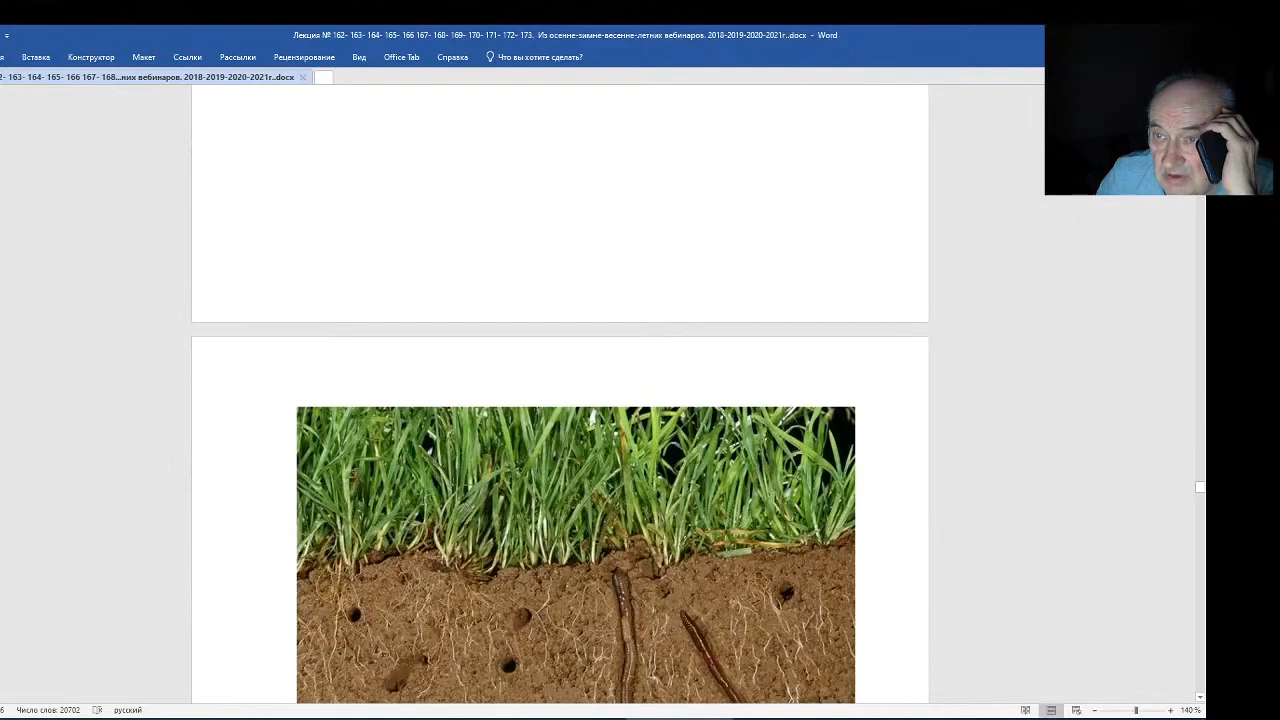 Лекция № 162- 163- 164- 165- 166 167- 168- 169- 170- 171- 172- 173. Из осенне-зимне-весенне-летних вебинаров. 2018-2019-2020-2021г..docx - Word
Вставка Конструктор Макет Ссылки Рассылки Рецензирование Вид Office Tab Справка Что вы хотите сделать?
2- 163- 164- 165- 166 167- 168...них вебинаров. 2018-2019-2020-2021г..docx
6 Число слов: 20702 русский 140 %